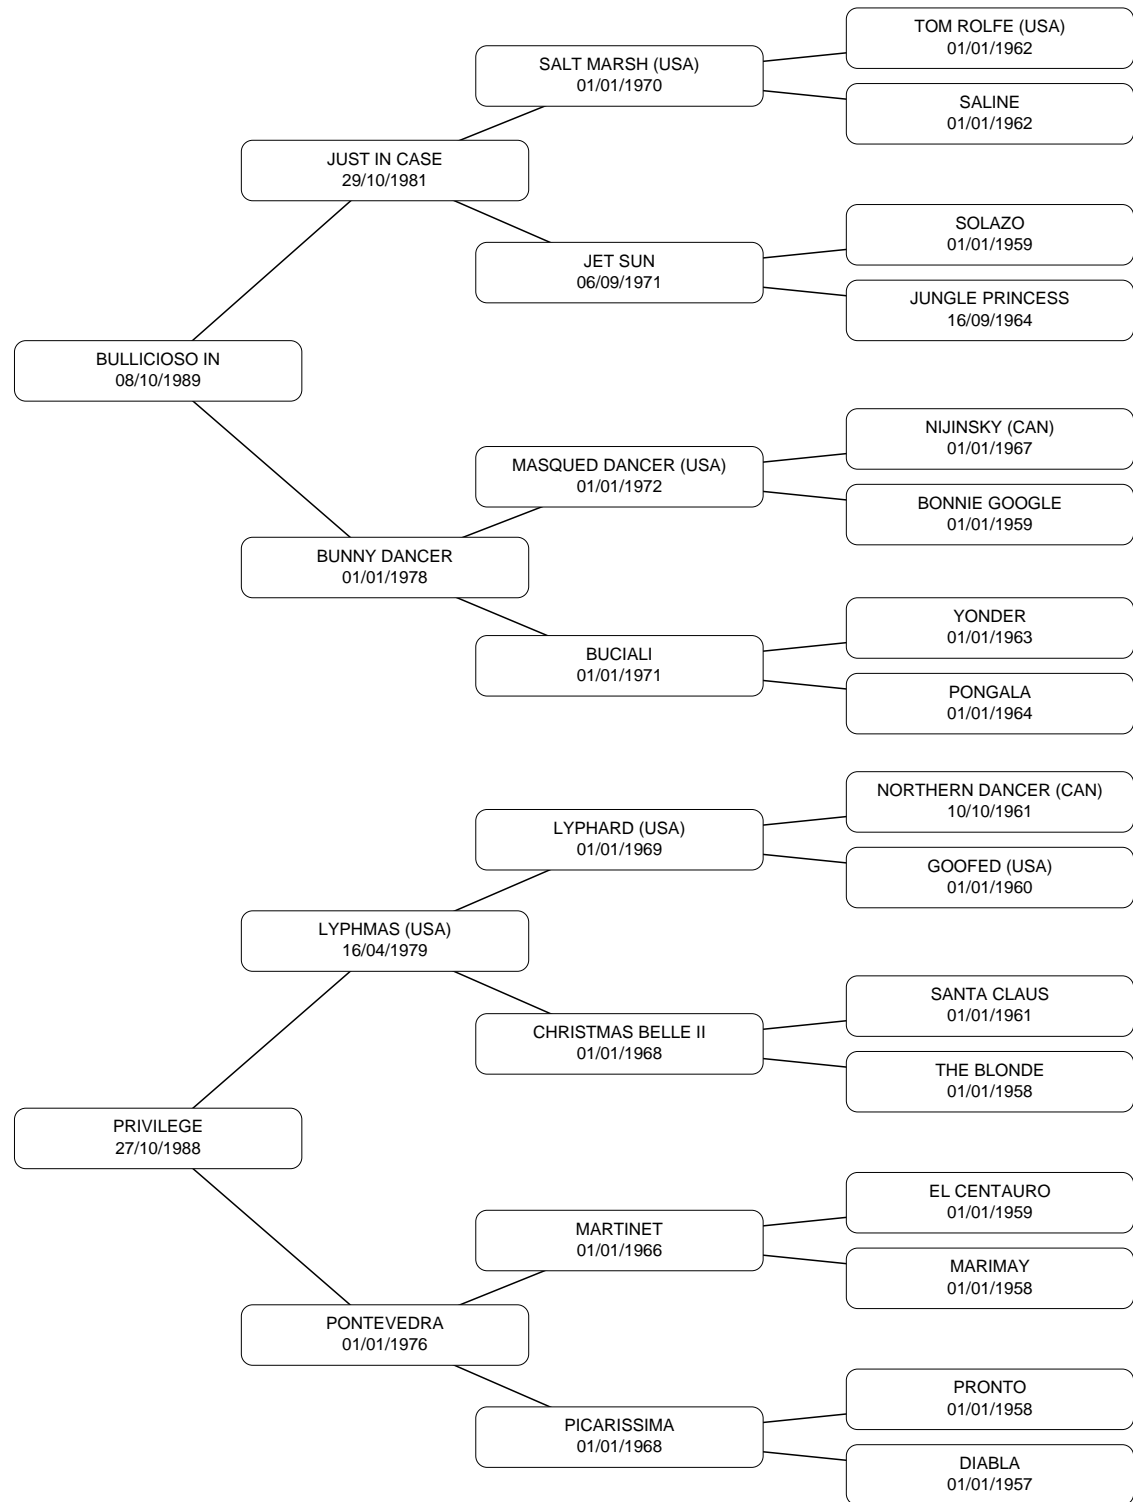 TOM ROLFE (USA)
01/01/1962
SALT MARSH (USA)
01/01/1970
SALINE
01/01/1962
JUST IN CASE
29/10/1981
SOLAZO
01/01/1959
JET SUN
06/09/1971
JUNGLE PRINCESS
16/09/1964
BULLICIOSO IN
08/10/1989
NIJINSKY (CAN)
01/01/1967
MASQUED DANCER (USA)
01/01/1972
BONNIE GOOGLE
01/01/1959
BUNNY DANCER
01/01/1978
YONDER
01/01/1963
BUCIALI
01/01/1971
PONGALA
01/01/1964
NORTHERN DANCER (CAN)
10/10/1961
LYPHARD (USA)
01/01/1969
GOOFED (USA)
01/01/1960
LYPHMAS (USA)
16/04/1979
SANTA CLAUS
01/01/1961
CHRISTMAS BELLE II
01/01/1968
THE BLONDE
01/01/1958
PRIVILEGE
27/10/1988
EL CENTAURO
01/01/1959
MARTINET
01/01/1966
MARIMAY
01/01/1958
PONTEVEDRA
01/01/1976
PRONTO
01/01/1958
PICARISSIMA
01/01/1968
DIABLA
01/01/1957